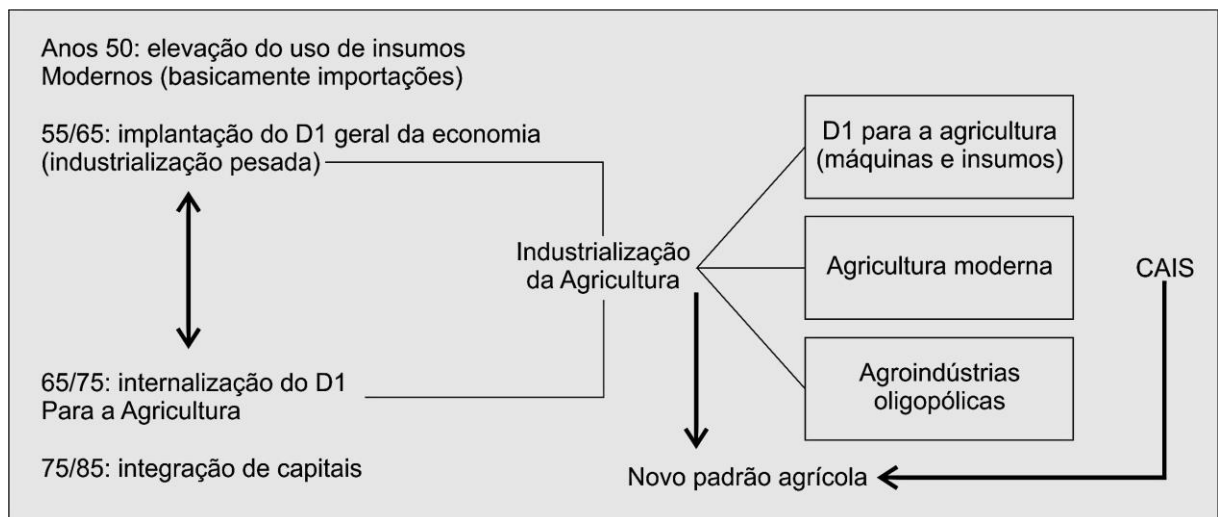 Anos 50: elevação do uso de insumos
Modernos (basicamente importações)
55/65: implantação do D1 geral da economia
(industrialização pesada)
65/75: internalização do D1
Para a Agricultura
75/85: integração de capitais
Industrialização
da Agricultura
D1 para a agricultura
(máquinas e insumos)
Agricultura moderna
Agroindústrias
oligopólicas
CAIS
Novo padrão agrícola